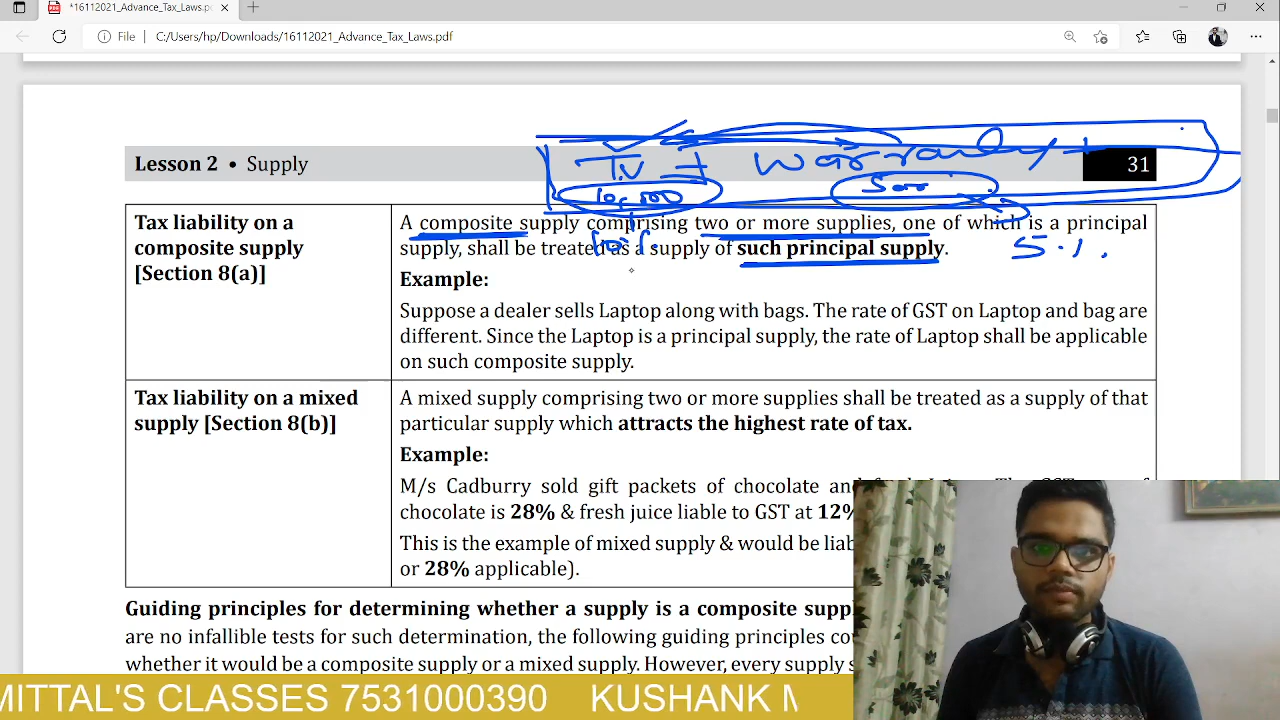 *16112021_Advance_Tax_Laws.pdf
File
C:/Users/hp/Downloads/16112021_Advance_Tax_Laws.pdf
T.V + Warranty +
Lesson 2 • Supply
31
10,000
500
10%
5%
Tax liability on a composite supply [Section 8(a)]
A composite supply comprising two or more supplies, one of which is a principal
supply, shall be treated as a supply of such principal supply.
Example:
Suppose a dealer sells Laptop along with bags. The rate of GST on Laptop and bag are
different. Since the Laptop is a principal supply, the rate of Laptop shall be applicable
on such composite supply.
Tax liability on a mixed
supply [Section 8(b)]
A mixed supply comprising two or more supplies shall be treated as a supply of that
particular supply which attracts the highest rate of tax.
Example:
M/s Cadburry sold gift packets of chocolate and
chocolate is 28% & fresh juice liable to GST at 12%
This is the example of mixed supply & would be
or 28% applicable).
Guiding principles for determining whether a supply is a composite
are no infallible tests for such determination, the following guiding principles
whether it would be a composite supply or a mixed supply. However, every supply
MITTAL'S CLASSES 7531000390 KUSHANK